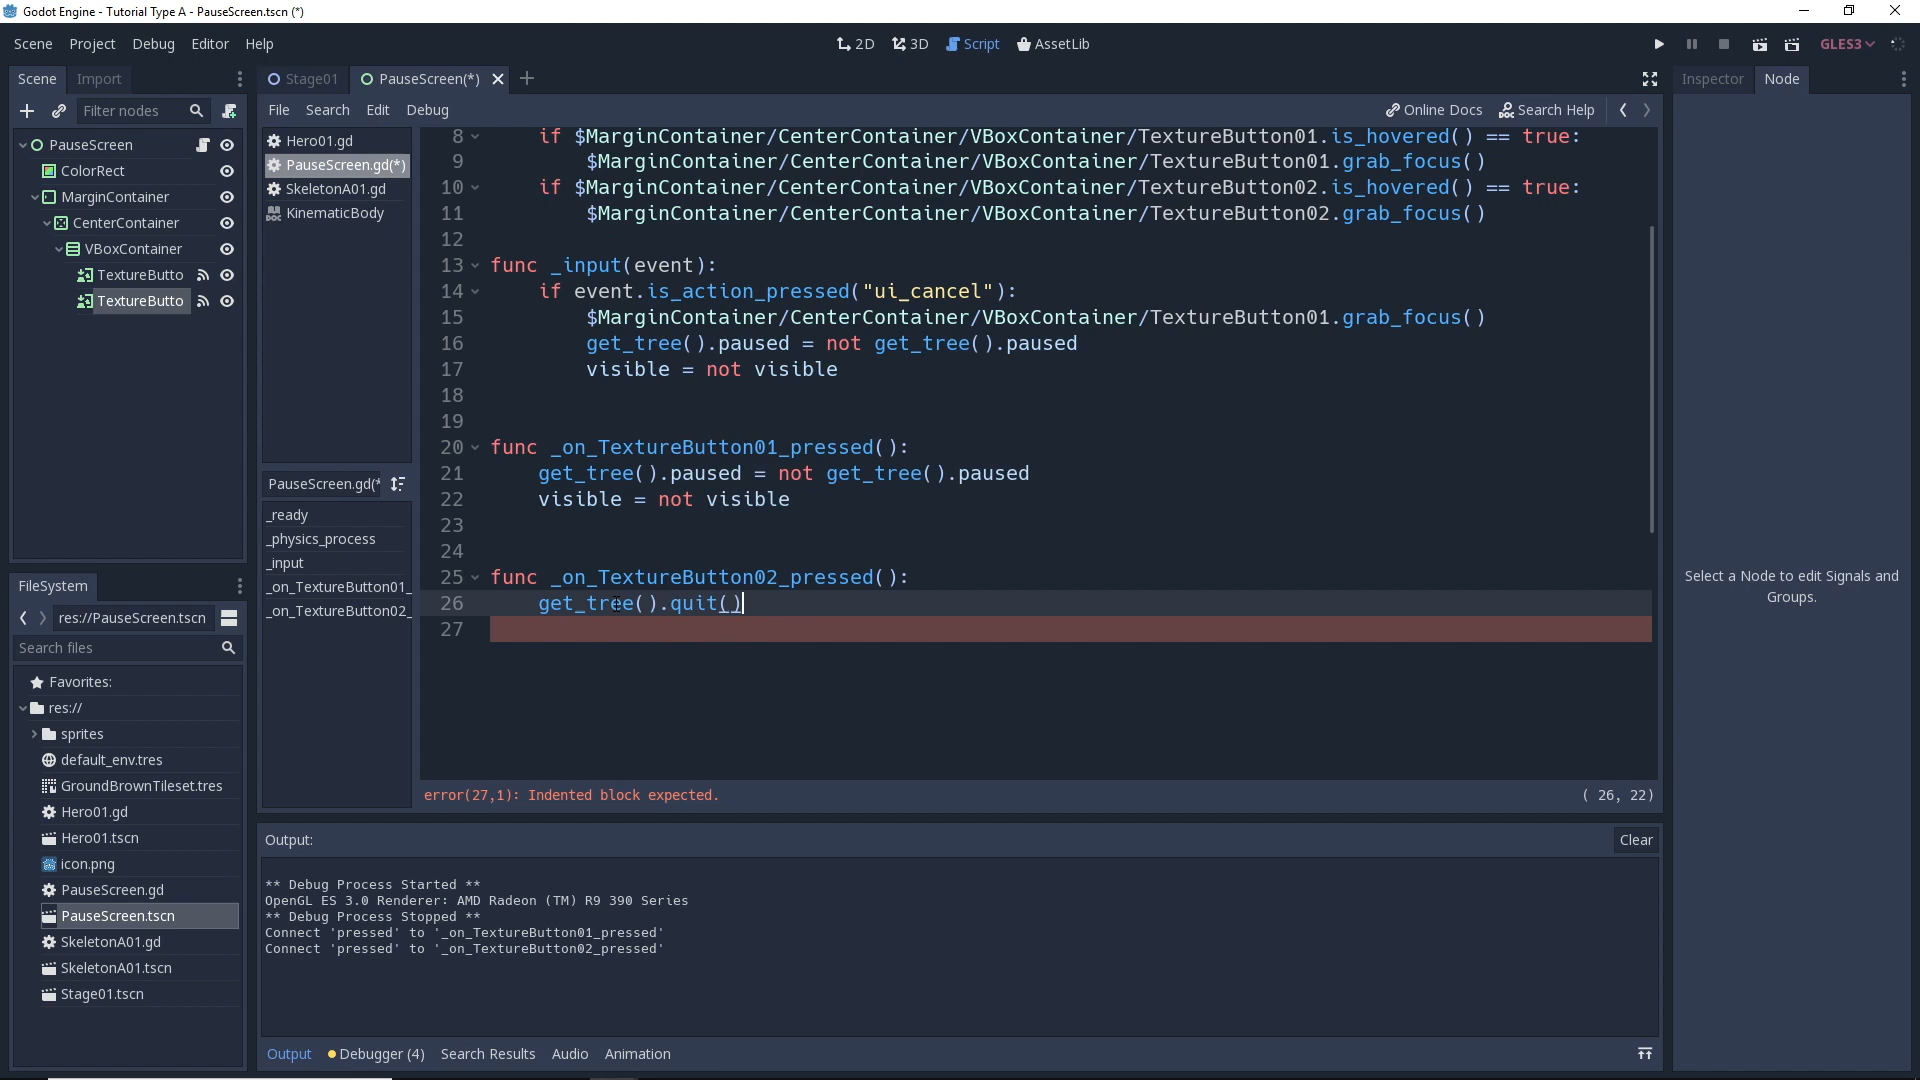 Godot Engine - Tutorial Type A - PauseScreen.tscn (*)
Scene Project Debug Editor Help
2D 3D Script AssetLib
GLES3
Scene Import
Stage01 PauseScreen(*)
Inspector Node
Filter nodes
File Search Edit Debug
Online Docs Search Help
PauseScreen
ColorRect
MarginContainer
CenterContainer
VBoxContainer
TextureButto
TextureButto
Hero01.gd
PauseScreen.gd(*)
SkeletonA01.gd
KinematicBody
PauseScreen.gd(*
_ready
_physics_process
_input
_on_TextureButton01_
_on_TextureButton02_
8 if $MarginContainer/CenterContainer/VBoxContainer/TextureButton01.is_hovered() == true:
9 $MarginContainer/CenterContainer/VBoxContainer/TextureButton01.grab_focus()
10 if $MarginContainer/CenterContainer/VBoxContainer/TextureButton02.is_hovered() == true:
11 $MarginContainer/CenterContainer/VBoxContainer/TextureButton02.grab_focus()
12
13 func _input(event):
14 if event.is_action_pressed("ui_cancel"):
15 $MarginContainer/CenterContainer/VBoxContainer/TextureButton01.grab_focus()
16 get_tree().paused = not get_tree().paused
17 visible = not visible
18
19
20 func _on_TextureButton01_pressed():
21 get_tree().paused = not get_tree().paused
22 visible = not visible
23
24
25 func _on_TextureButton02_pressed():
26 get_tree().quit()
27
error(27,1): Indented block expected.
( 26, 22)
Select a Node to edit Signals and
Groups.
FileSystem
res://PauseScreen.tscn
Search files
Favorites:
res://
sprites
default_env.tres
GroundBrownTileset.tres
Hero01.gd
Hero01.tscn
icon.png
PauseScreen.gd
PauseScreen.tscn
SkeletonA01.gd
SkeletonA01.tscn
Stage01.tscn
Output:
Clear
** Debug Process Started **
OpenGL ES 3.0 Renderer: AMD Radeon (TM) R9 390 Series
** Debug Process Stopped **
Connect 'pressed' to '_on_TextureButton01_pressed'
Connect 'pressed' to '_on_TextureButton02_pressed'
Output Debugger (4) Search Results Audio Animation